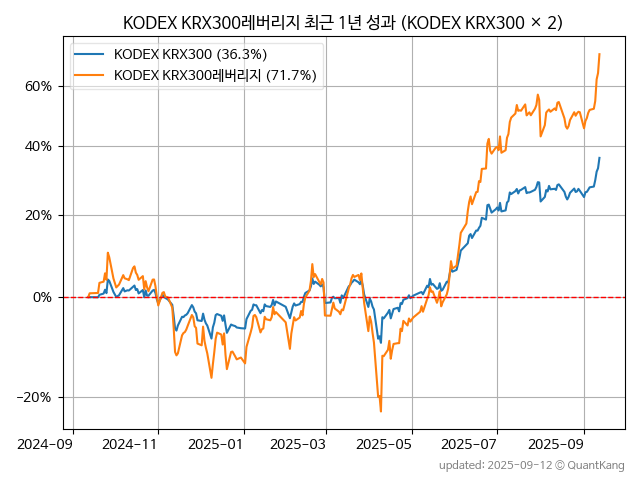 KODEX KRX300레버리지 최근 1년 성과 (KODEX KRX300 × 2)
KODEX KRX300 (36.3%)
KODEX KRX300레버리지 (71.7%)
60%
40%
20%
0%
−20%
2024-09 2024-11 2025-01 2025-03 2025-05 2025-07 2025-09
updated: 2025-09-12 © QuantKang